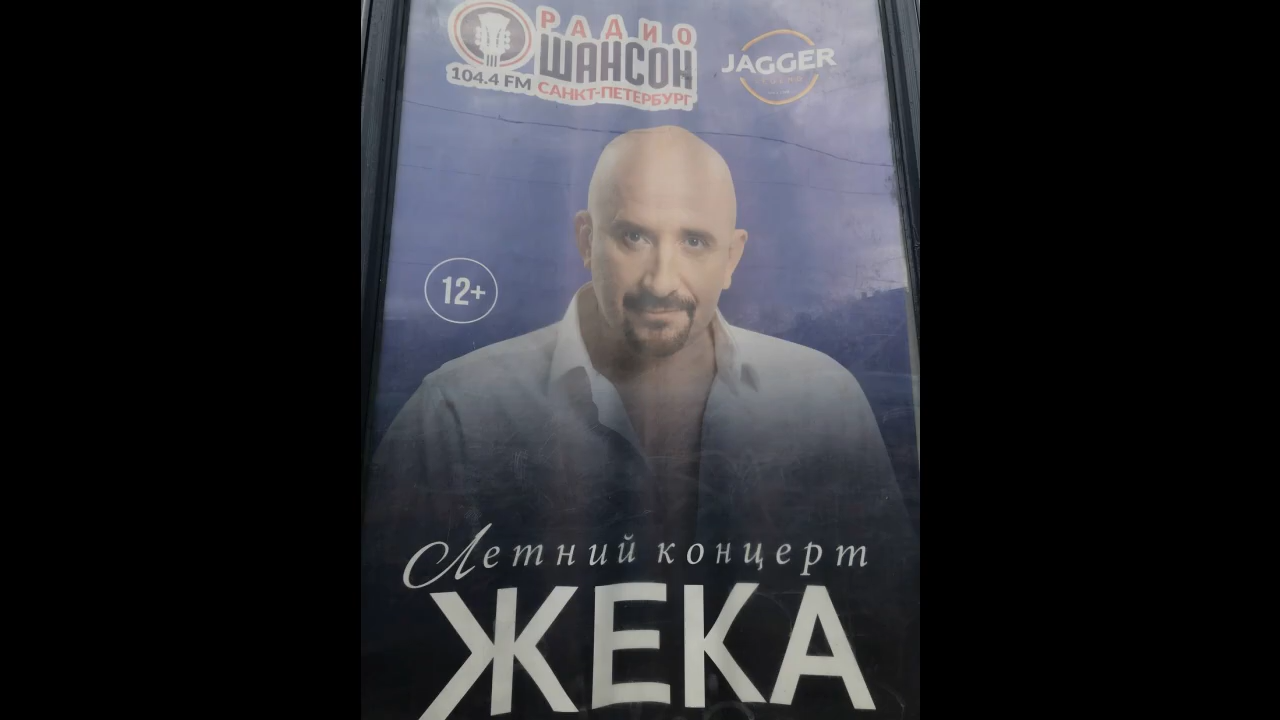 РАДИО
ШАНСОН
104.4 FM САНКТ-ПЕТЕРБУРГ
JAGGER
12+
Летний концерт
ЖЕКА